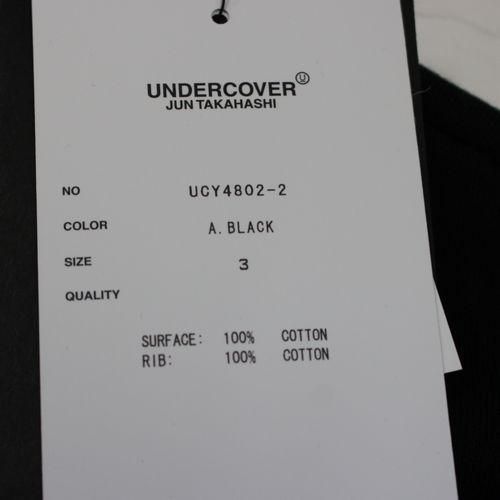 UNDERCOVER U
JUN TAKAHASHI
NO UCY4802-2
COLOR A. BLACK
SIZE 3
QUALITY
SURFACE: 100% COTTON
RIB: 100% COTTON